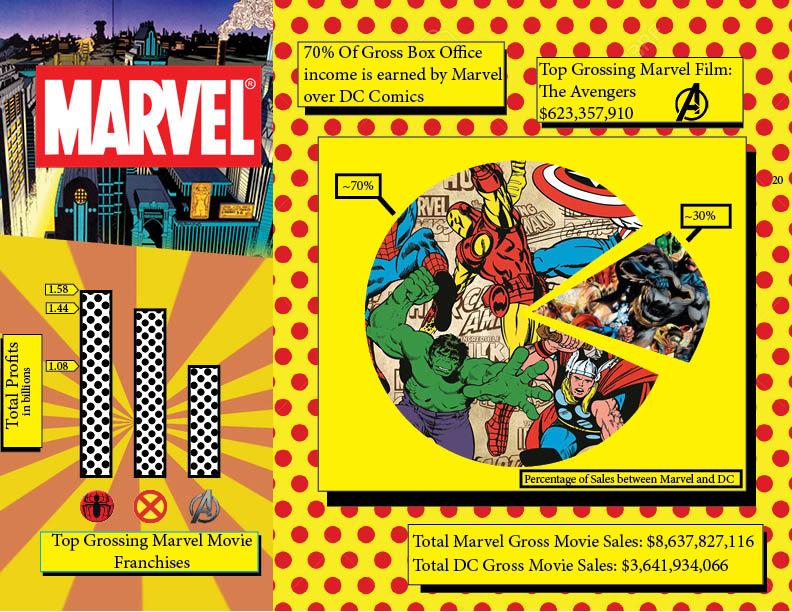 MARVEL®
70% Of Gross Box Office
income is earned by Marvel
over DC Comics
Top Grossing Marvel Film:
The Avengers
$623,357,910
20
~70%
~30%
1.58
1.44
1.08
Total Profits
in billions
Top Grossing Marvel Movie
Franchises
Percentage of Sales between Marvel and DC
Total Marvel Gross Movie Sales: $8,637,827,116
Total DC Gross Movie Sales: $3,641,934,066